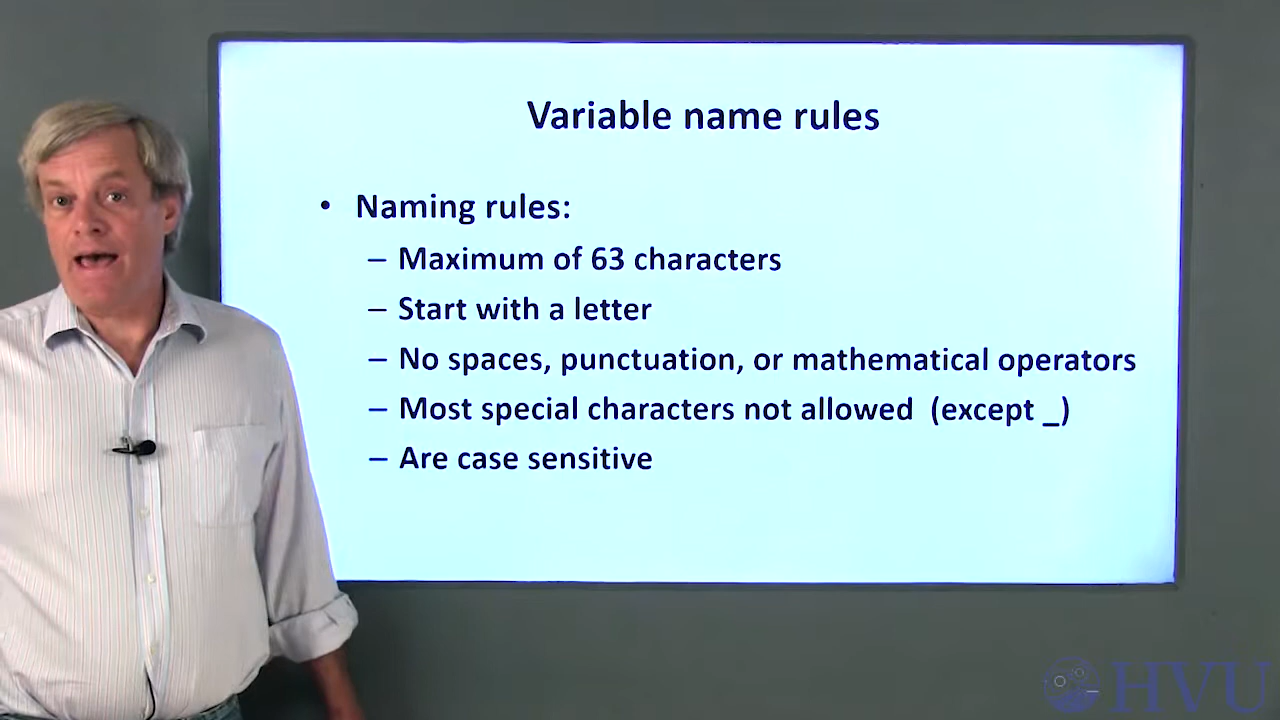 Variable name rules
• Naming rules:
– Maximum of 63 characters
– Start with a letter
– No spaces, punctuation, or mathematical operators
– Most special characters not allowed (except _)
– Are case sensitive
HVU